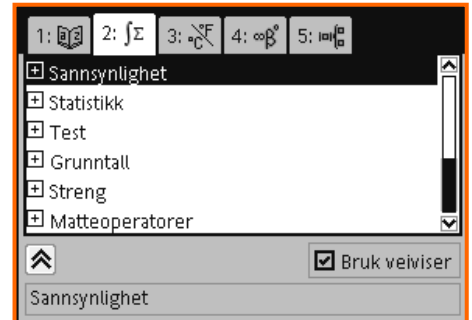 1: 2: ∫Σ 3: °C°F 4: ∞β° 5:
Sannsynlighet
Statistikk
Test
Grunntall
Streng
Matteoperatorer
Bruk veiviser
Sannsynlighet